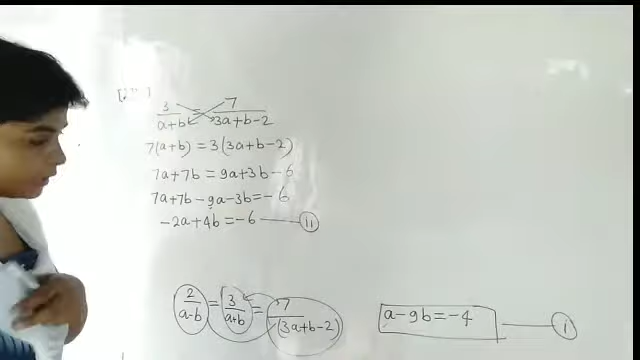 3/(a+b) = 7/(3a+b-2)
7(a+b) = 3(3a+b-2)
7a+7b = 9a+3b-6
7a+7b-9a-3b=-6
-2a+4b=-6 — (ii)
2/(a-b) = 3/(a+b) = 7/(3a+b-2)
a-9b=-4 — (i)